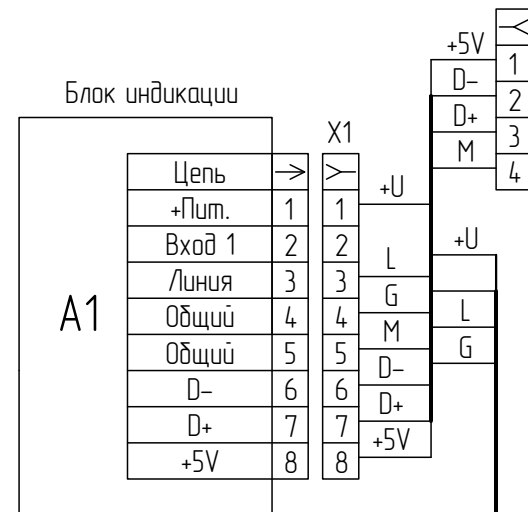 +5V
D-
1
D+
2
M
3
4
Блок индикации
X1
Цепь
+Пит. 1 1 +U
Вход 1 2 2 +U
Линия 3 3 L
Общий 4 4 G L
Общий 5 5 M G
D- 6 6 D-
D+ 7 7 D+
+5V 8 8 +5V
A1